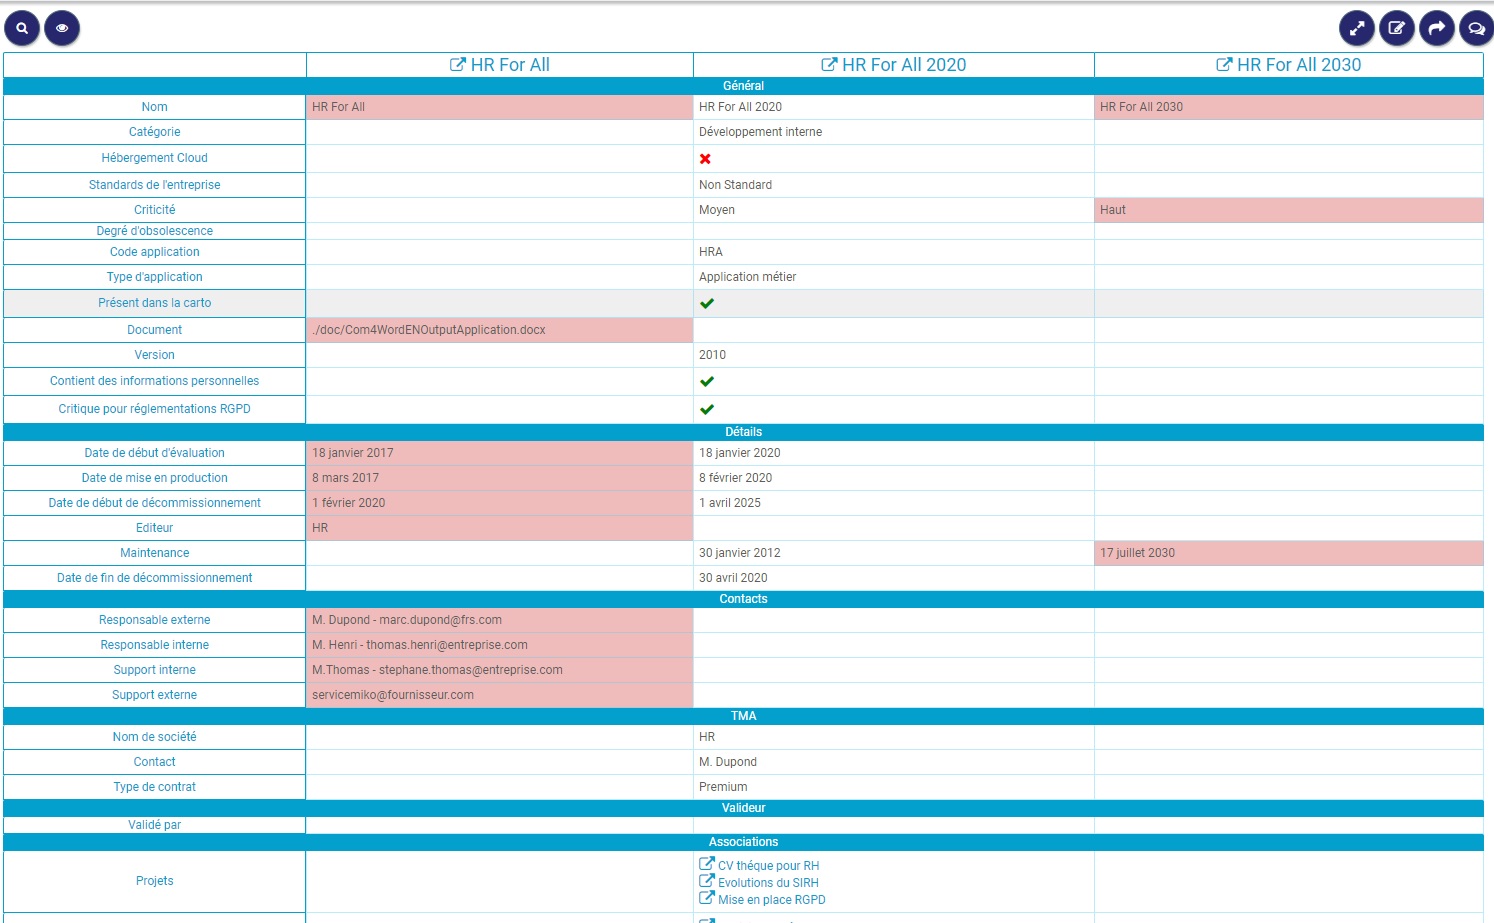 HR For All HR For All 2020 HR For All 2030
Général
Nom HR For All HR For All 2020 HR For All 2030
Catégorie Développement interne
Hébergement Cloud
Standards de l'entreprise Non Standard
Criticité Moyen Haut
Degré d'obsolescence
Code application HRA
Type d'application Application métier
Présent dans la carto
Document ./doc/Com4WordENOutputApplication.docx
Version 2010
Contient des informations personnelles
Critique pour réglementations RGPD
Détails
Date de début d'évaluation 18 janvier 2017 18 janvier 2020
Date de mise en production 8 mars 2017 8 février 2020
Date de début de décommissionnement 1 février 2020 1 avril 2025
Editeur HR
Maintenance 30 janvier 2012 17 juillet 2030
Date de fin de décommissionnement 30 avril 2020
Contacts
Responsable externe M. Dupond - marc.dupond@frs.com
Responsable interne M. Henri - thomas.henri@entreprise.com
Support interne M.Thomas - stephane.thomas@entreprise.com
Support externe servicemiko@fournisseur.com
TMA
Nom de société HR
Contact M. Dupond
Type de contrat Premium
Valideur
Validé par
Associations
CV théque pour RH
Projets Evolutions du SIRH
Mise en place RGPD